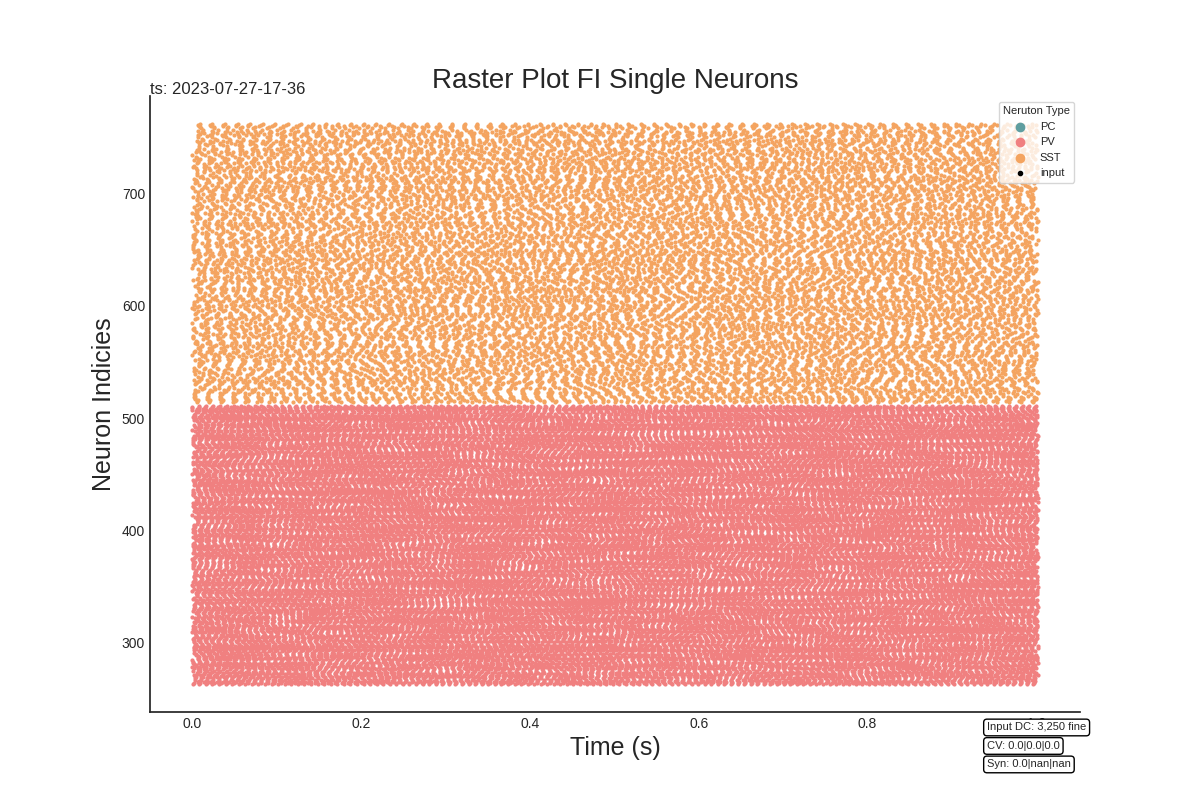 Raster Plot FI Single Neurons
ts: 2023-07-27-17-36
Neruton Type
PC
PV
SST
input
Neuron Indicies
700
600
500
400
300
0.0 0.2 0.4 0.6 0.8
Time (s)
Input DC: 3,250 fine
CV: 0.0|0.0|0.0
Syn: 0.0|nan|nan